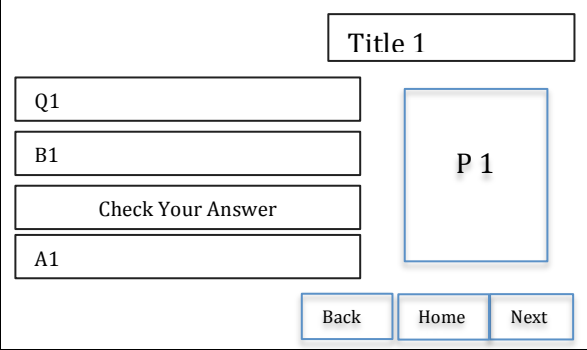 Title 1
Q1
B1
P 1
Check Your Answer
A1
Back
Home
Next